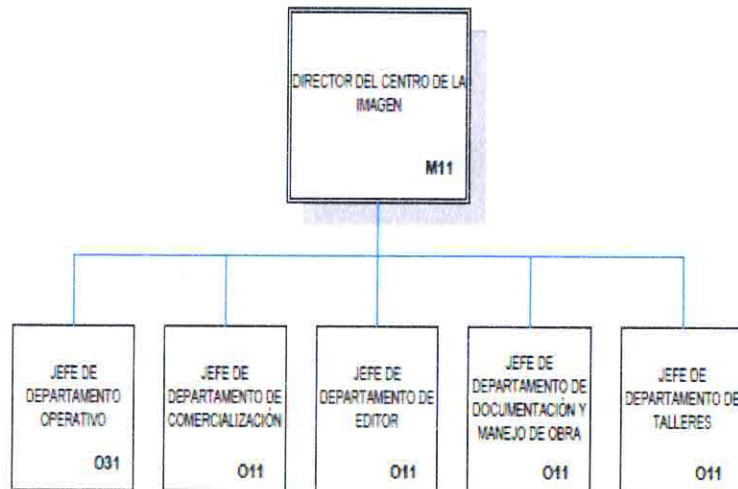 DIRECTOR DEL CENTRO DE LA
IMAGEN
M11
JEFE DE
DEPARTAMENTO
OPERATIVO
O31
JEFE DE
DEPARTAMENTO DE
COMERCIALIZACIÓN
O11
JEFE DE
DEPARTAMENTO DE
EDITOR
O11
JEFE DE
DEPARTAMENTO DE
DOCUMENTACIÓN Y
MANEJO DE OBRA
O11
JEFE DE
DEPARTAMENTO DE
TALLERES
O11